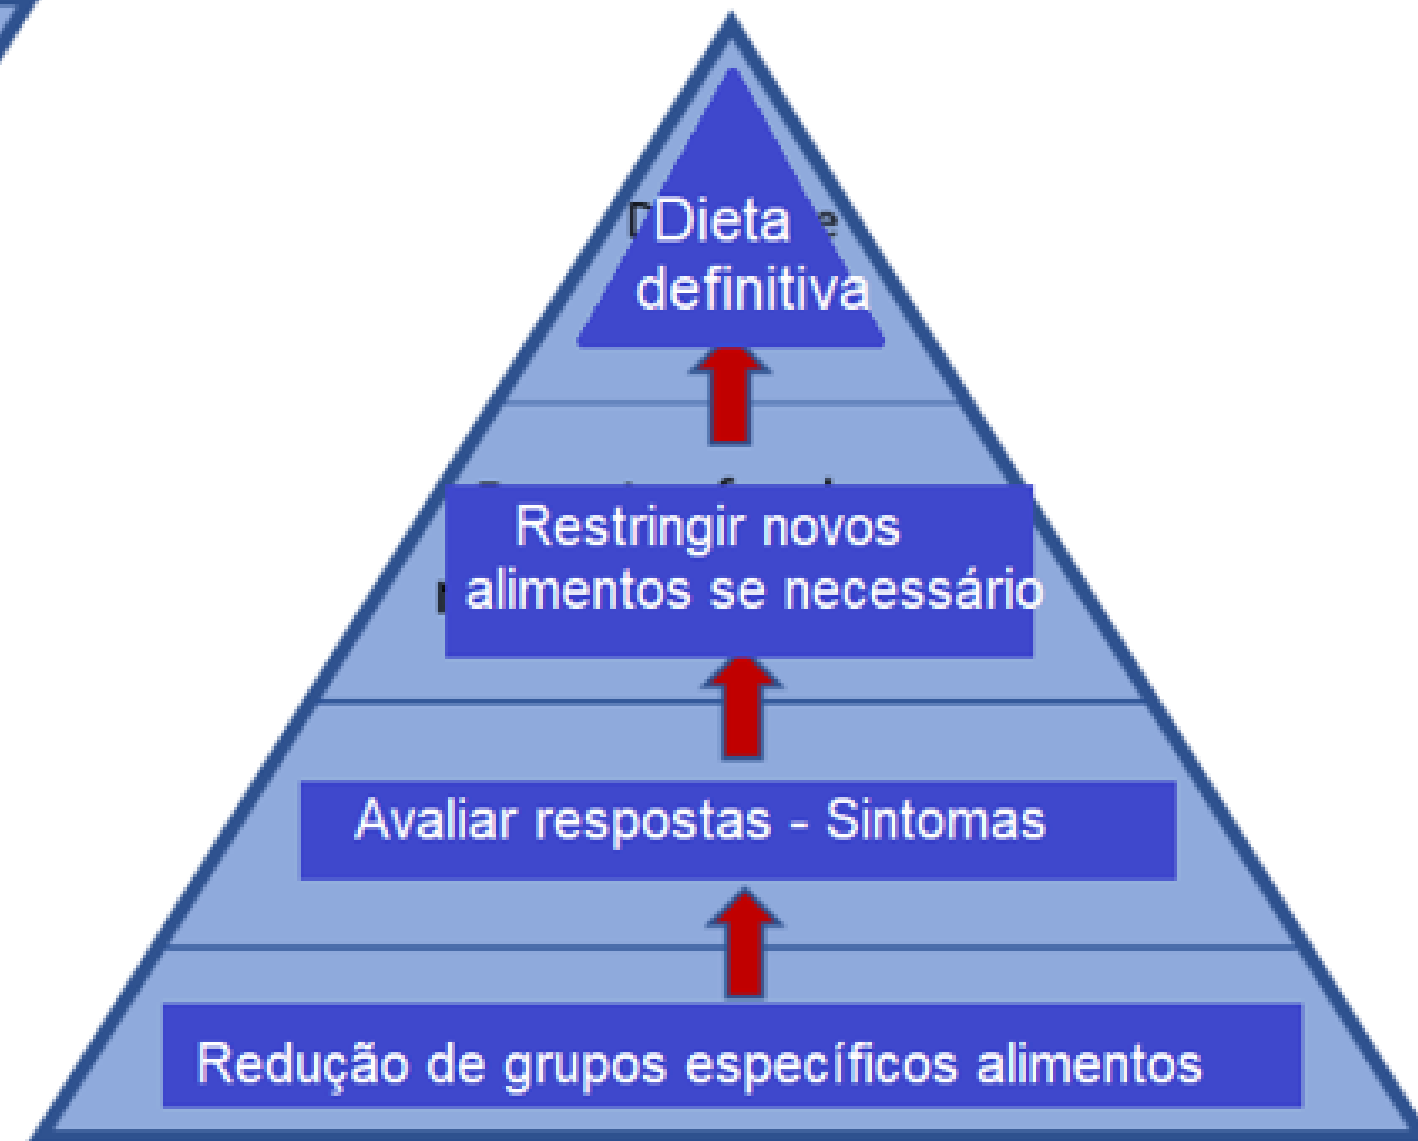 Dieta
definitiva
Restringir novos
alimentos se necessário
Avaliar respostas - Sintomas
Redução de grupos específicos alimentos